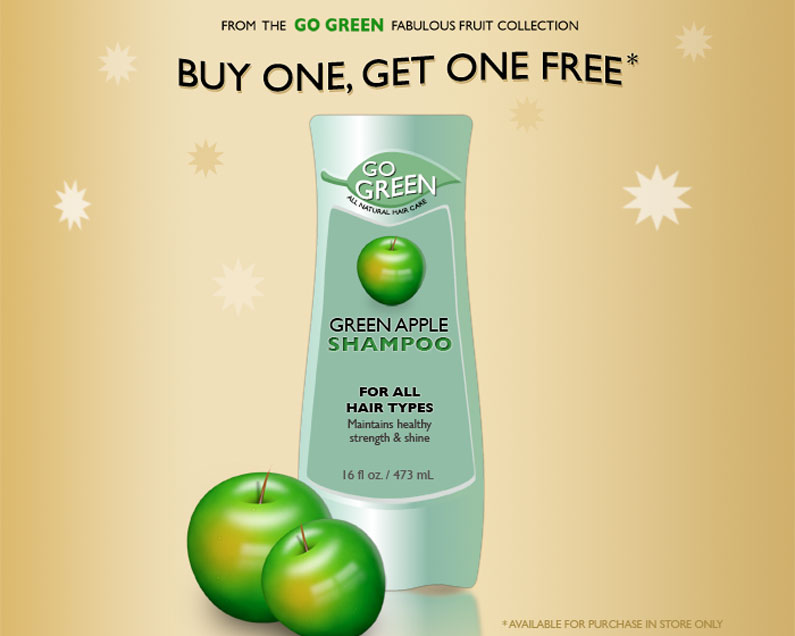 FROM THE GO GREEN FABULOUS FRUIT COLLECTION
BUY ONE, GET ONE FREE*
GO
GREEN
ALL NATURAL HAIR CARE
GREEN APPLE
SHAMPOO
FOR ALL
HAIR TYPES
Maintains healthy
strength & shine
16 fl oz. / 473 mL
*AVAILABLE FOR PURCHASE IN STORE ONLY